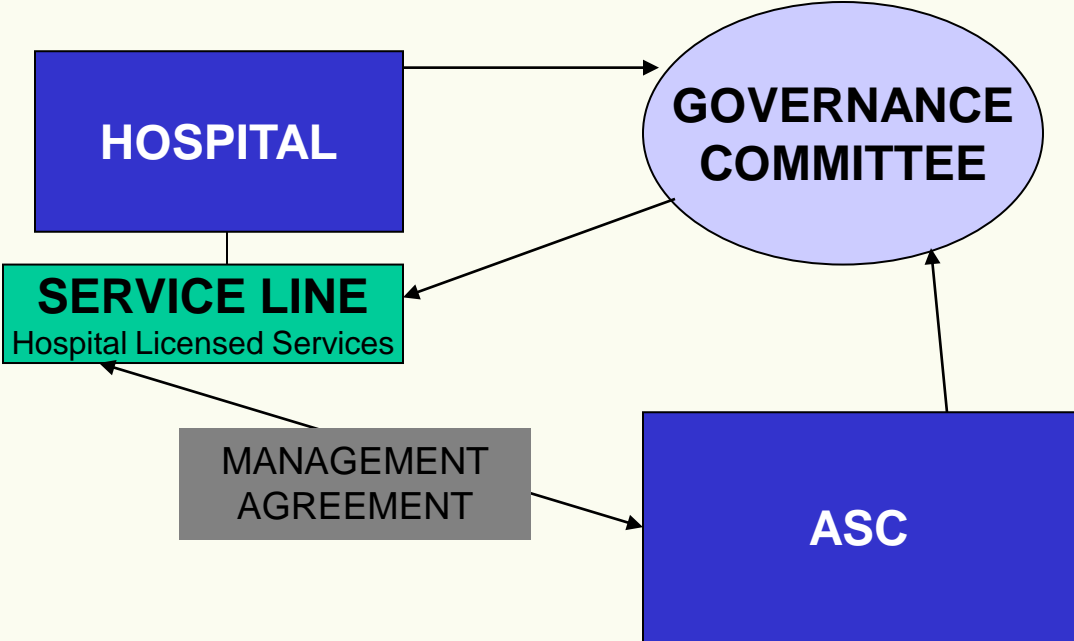 HOSPITAL
GOVERNANCE
COMMITTEE
SERVICE LINE
Hospital Licensed Services
MANAGEMENT
AGREEMENT
ASC